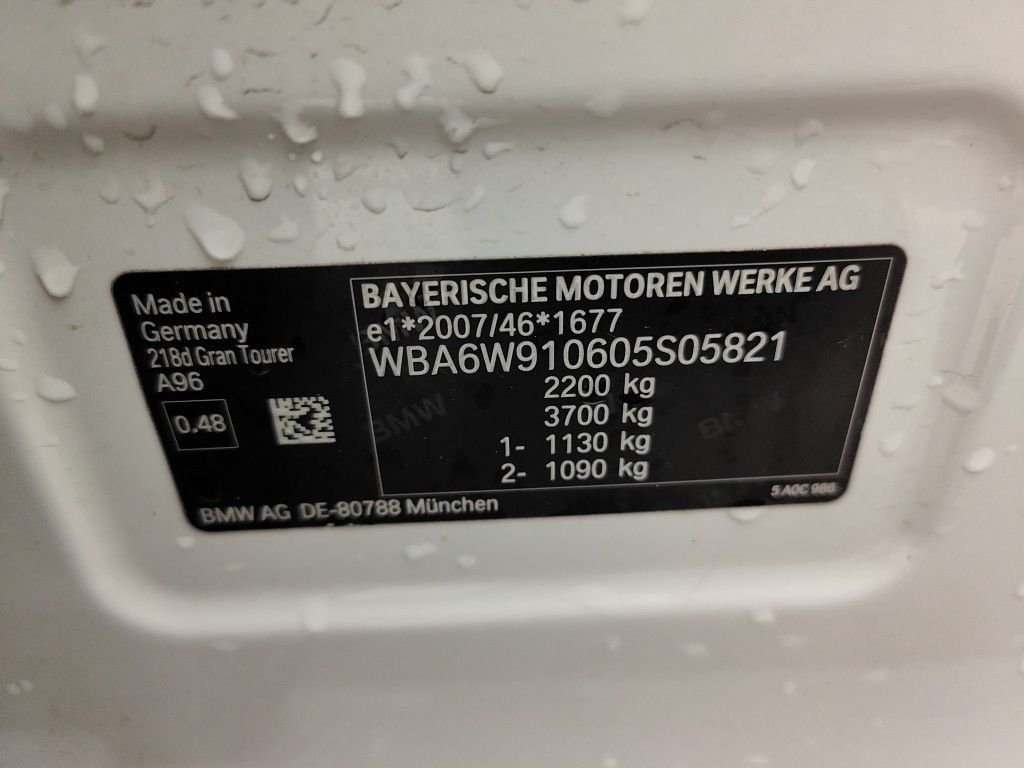 Made in
Germany
218d Gran Tourer
A96
0.48
BAYERISCHE MOTOREN WERKE AG
e1*2007/46*1677
WBA6W910605S05821
2200 kg
3700 kg
1- 1130 kg
2- 1090 kg
BMW AG DE-80788 München
5 A0C 986